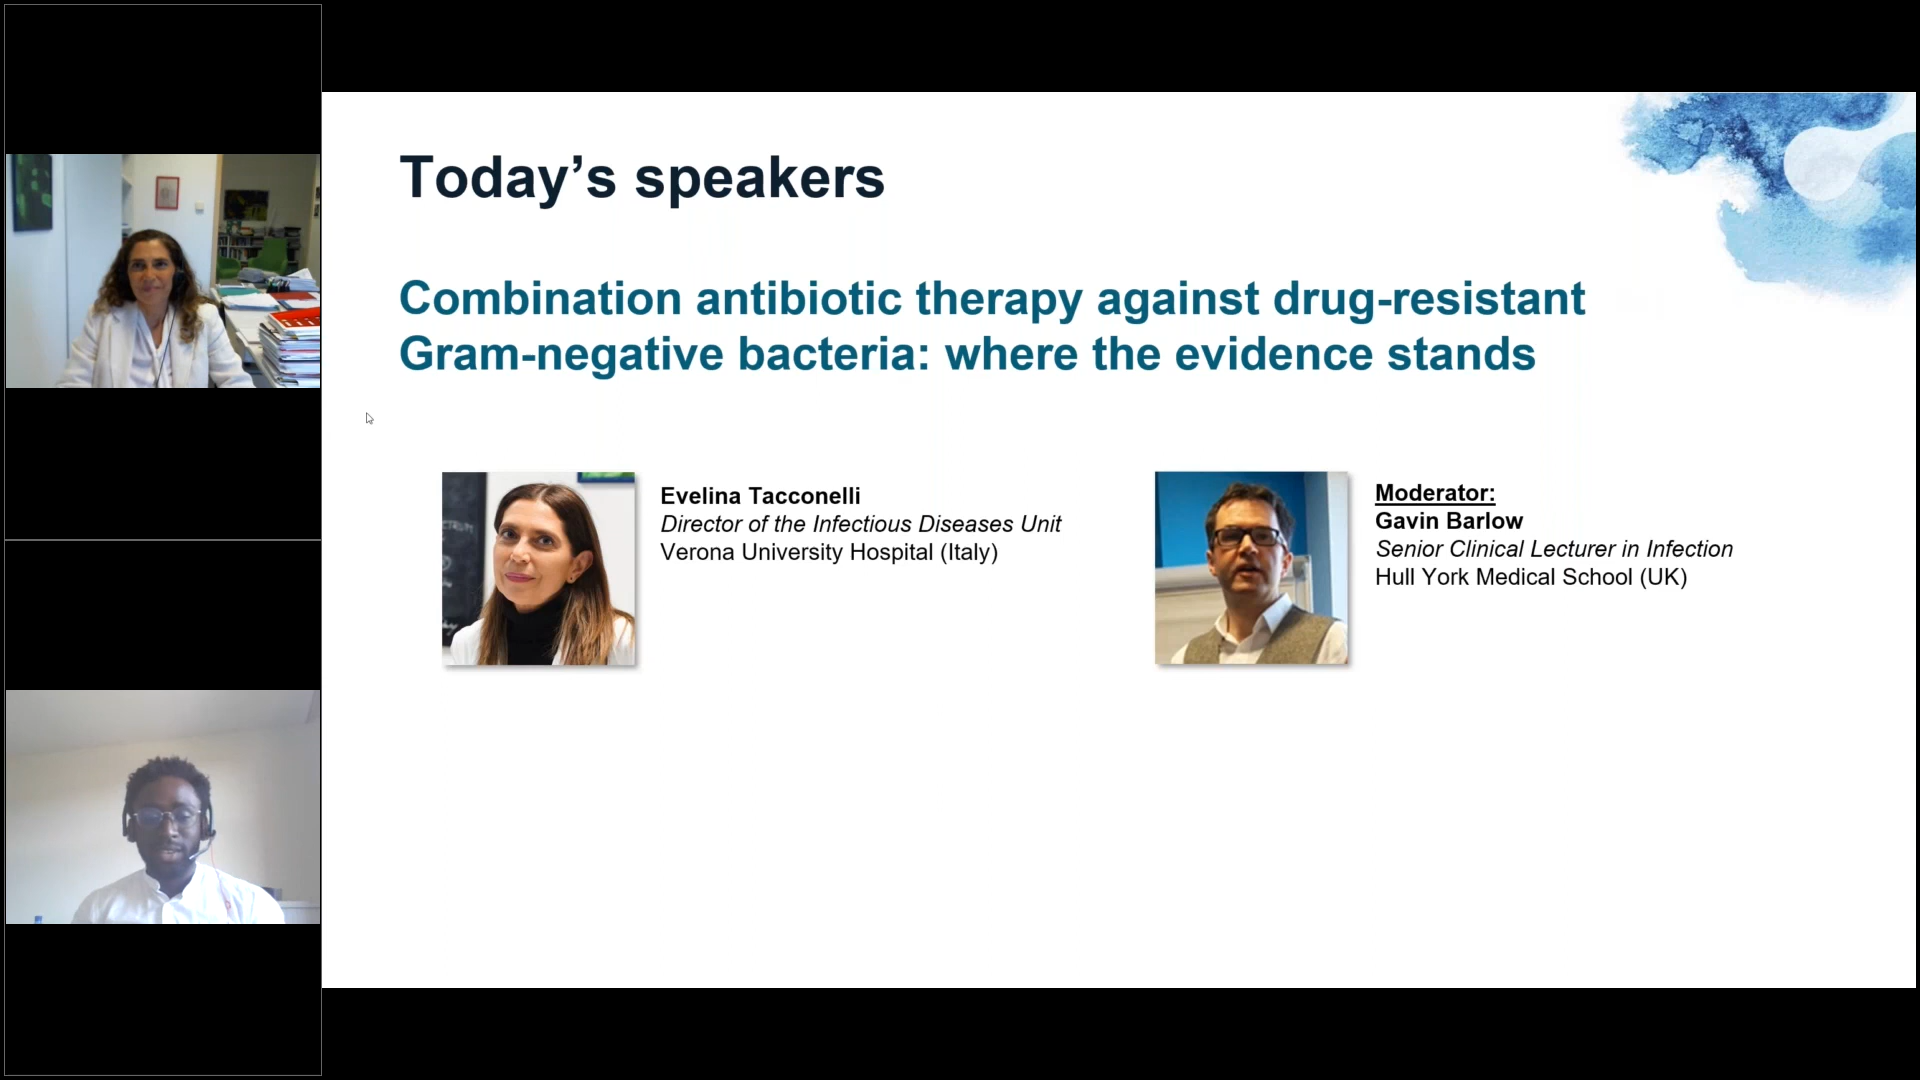 Today’s speakers
Combination antibiotic therapy against drug-resistant
Gram-negative bacteria: where the evidence stands
Evelina Tacconelli
Director of the Infectious Diseases Unit
Verona University Hospital (Italy)
Moderator:
Gavin Barlow
Senior Clinical Lecturer in Infection
Hull York Medical School (UK)